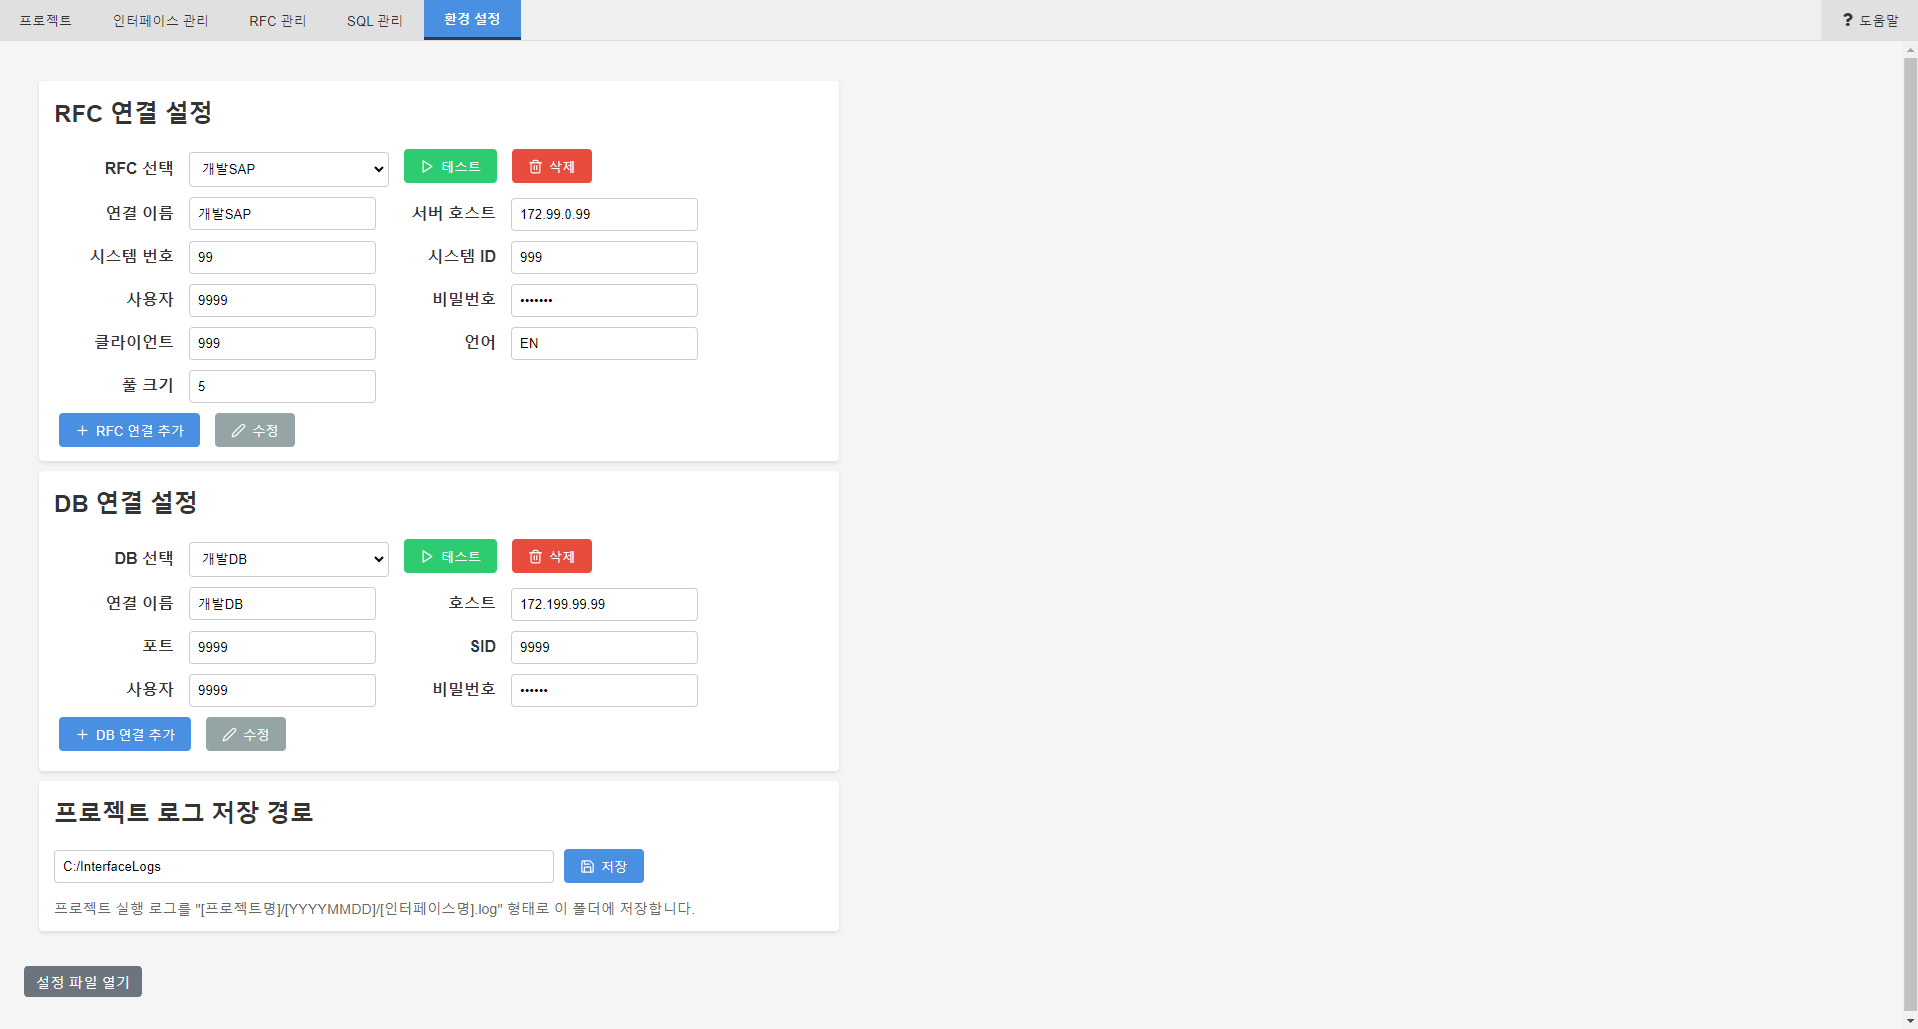 프로젝트 인터페이스 관리 RFC 관리 SQL 관리 환경 설정 ? 도움말
RFC 연결 설정
RFC 선택 개발SAP 테스트 삭제
연결 이름 개발SAP 서버 호스트 172.99.0.99
시스템 번호 99 시스템 ID 999
사용자 9999 비밀번호 •••••••
클라이언트 999 언어 EN
풀 크기 5
+ RFC 연결 추가 수정
DB 연결 설정
DB 선택 개발DB 테스트 삭제
연결 이름 개발DB 호스트 172.199.99.99
포트 9999 SID 9999
사용자 9999 비밀번호 ••••••
+ DB 연결 추가 수정
프로젝트 로그 저장 경로
C:/InterfaceLogs 저장
프로젝트 실행 로그를 "[프로젝트명]/[YYYYMMDD]/[인터페이스명].log" 형태로 이 폴더에 저장합니다.
설정 파일 열기